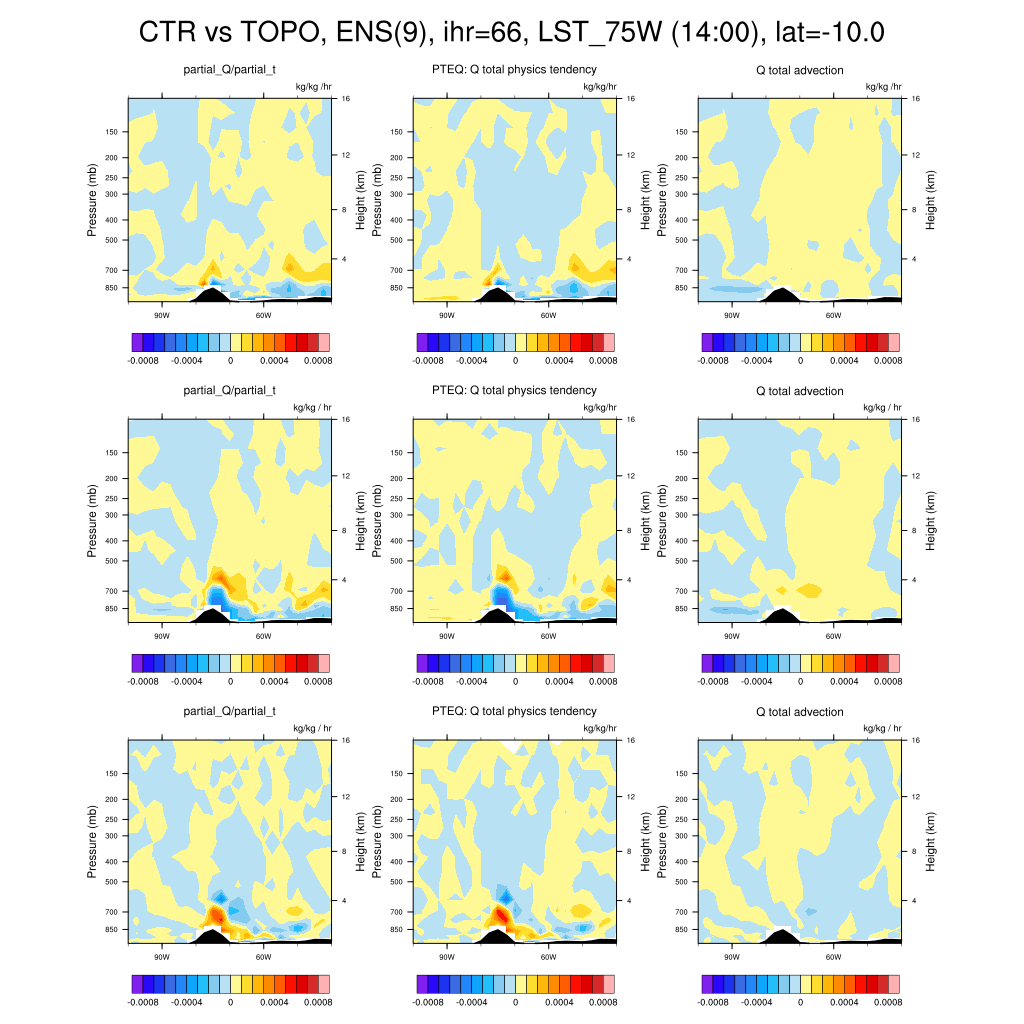 CTR vs TOPO, ENS(9), ihr=66, LST_75W (14:00), lat=-10.0
partial_Q/partial_t
PTEQ: Q total physics tendency
Q total advection
kg/kg /hr
kg/kg/hr
kg/kg /hr
Pressure (mb)
150
200
250
300
400
500
700
850
16
12
8
4
Height (km)
90W
60W
Pressure (mb)
150
200
250
300
400
500
700
850
16
12
8
4
Height (km)
90W
60W
Pressure (mb)
150
200
250
300
400
500
700
850
16
12
8
4
Height (km)
90W
60W
-0.0008 -0.0004 0 0.0004 0.0008
-0.0008 -0.0004 0 0.0004 0.0008
-0.0008 -0.0004 0 0.0004 0.0008
partial_Q/partial_t
PTEQ: Q total physics tendency
Q total advection
kg/kg / hr
kg/kg/hr
kg/kg / hr
Pressure (mb)
150
200
250
300
400
500
700
850
16
12
8
4
Height (km)
90W
60W
Pressure (mb)
150
200
250
300
400
500
700
850
16
12
8
4
Height (km)
90W
60W
Pressure (mb)
150
200
250
300
400
500
700
850
16
12
8
4
Height (km)
90W
60W
-0.0008 -0.0004 0 0.0004 0.0008
-0.0008 -0.0004 0 0.0004 0.0008
-0.0008 -0.0004 0 0.0004 0.0008
partial_Q/partial_t
PTEQ: Q total physics tendency
Q total advection
kg/kg / hr
kg/kg/hr
kg/kg / hr
Pressure (mb)
150
200
250
300
400
500
700
850
16
12
8
4
Height (km)
90W
60W
Pressure (mb)
150
200
250
300
400
500
700
850
16
12
8
4
Height (km)
90W
60W
Pressure (mb)
150
200
250
300
400
500
700
850
16
12
8
4
Height (km)
90W
60W
-0.0008 -0.0004 0 0.0004 0.0008
-0.0008 -0.0004 0 0.0004 0.0008
-0.0008 -0.0004 0 0.0004 0.0008